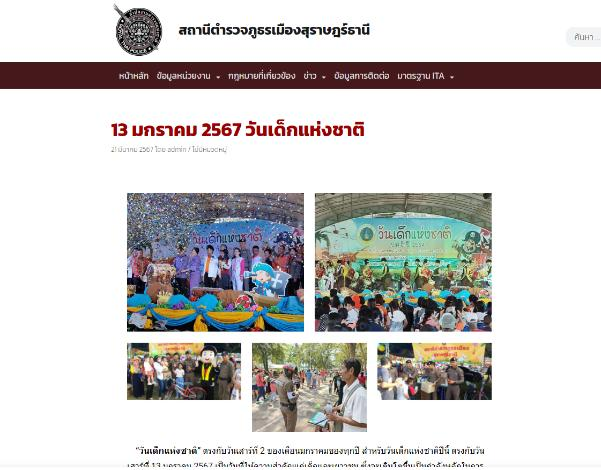 สถานีตำรวจภูธรเมืองสุราษฎร์ธานี
ค้นหา ...
หน้าหลัก ข้อมูลหน่วยงาน กฎหมายที่เกี่ยวข้อง ข่าว ข้อมูลการติดต่อ มาตรฐาน ITA
13 มกราคม 2567 วันเด็กแห่งชาติ
21 มีนาคม 2567 โดย admin / ไม่มีหมวดหมู่
วันเด็กแห่งชาติ
วันเด็กแห่งชาติ
"วันเด็กแห่งชาติ" ตรงกับวันเสาร์ที่ 2 ของเดือนมกราคมของทุกปี สำหรับวันเด็กแห่งชาติปีนี้ ตรงกับวัน
เสาร์ที่ 13 มกราคม 2567 เป็นวันที่ให้ความสำคัญแก่เด็กและเยาวชน